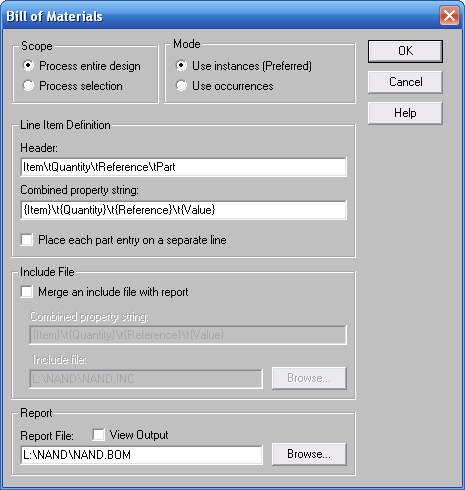 Bill of Materials
Scope
Process entire design
Process selection
Mode
Use instances (Preferred)
Use occurrences
OK
Cancel
Help
Line Item Definition
Header:
Item\tQuantity\tReference\tPart
Combined property string:
{Item}\t{Quantity}\t{Reference}\t{Value}
Place each part entry on a separate line
Include File
Merge an include file with report
Combined property string:
{Item}\t{Quantity}\t{Reference}\t{Value}
Include file:
L:\NAND\NAND.INC
Browse...
Report
Report File:
View Output
L:\NAND\NAND.BOM
Browse...